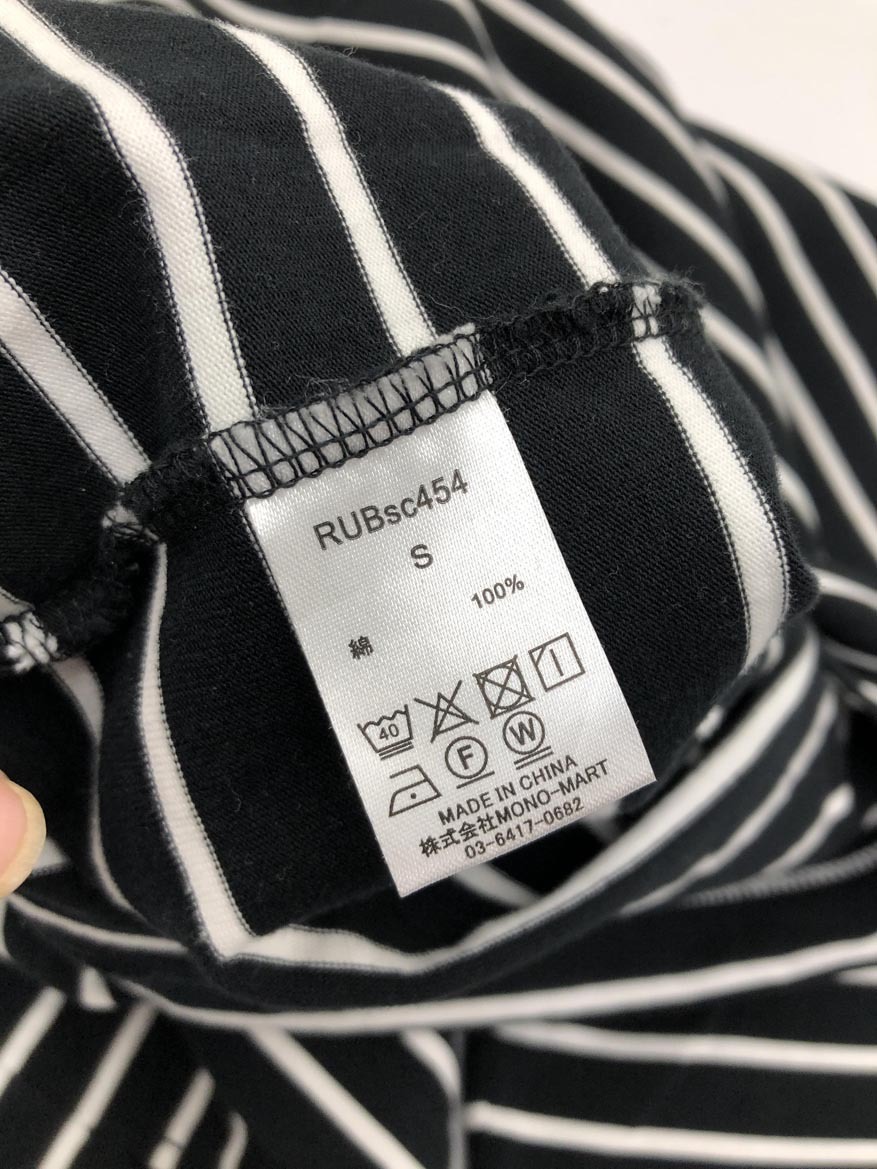 RUBsc454
S
綿 100%
40
F W
MADE IN CHINA
株式会社MONO-MART
03-6417-0682